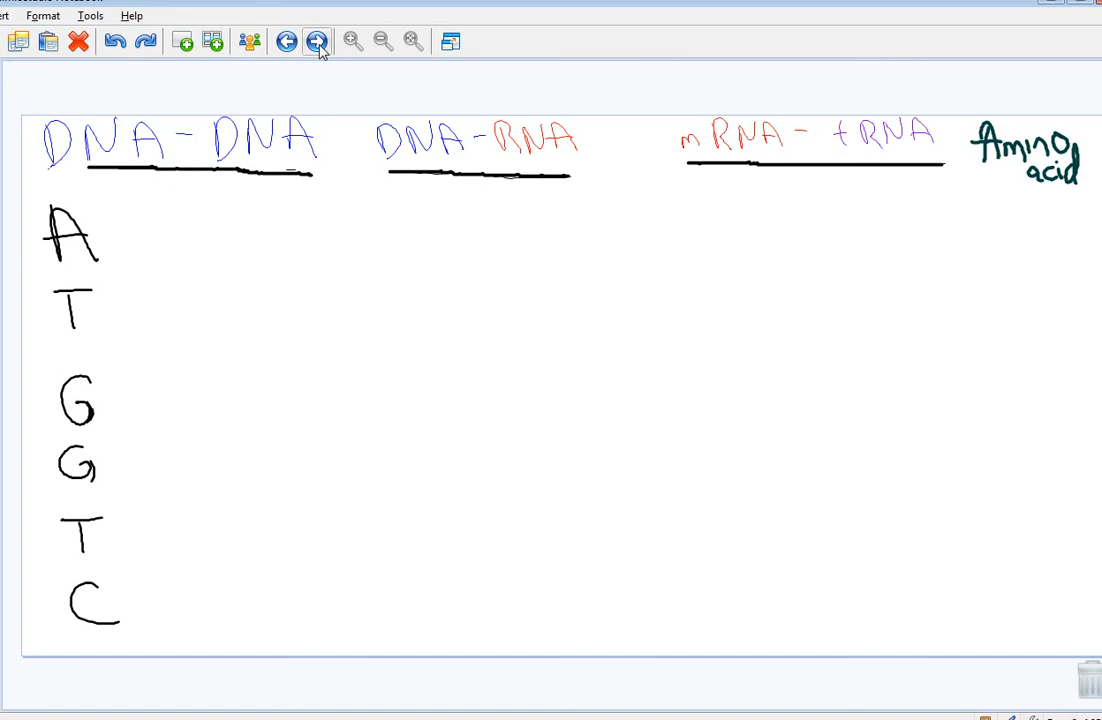 Format Tools Help
DNA - DNA DNA - RNA mRNA - tRNA Amino
acid
A
T
G
G
T
C